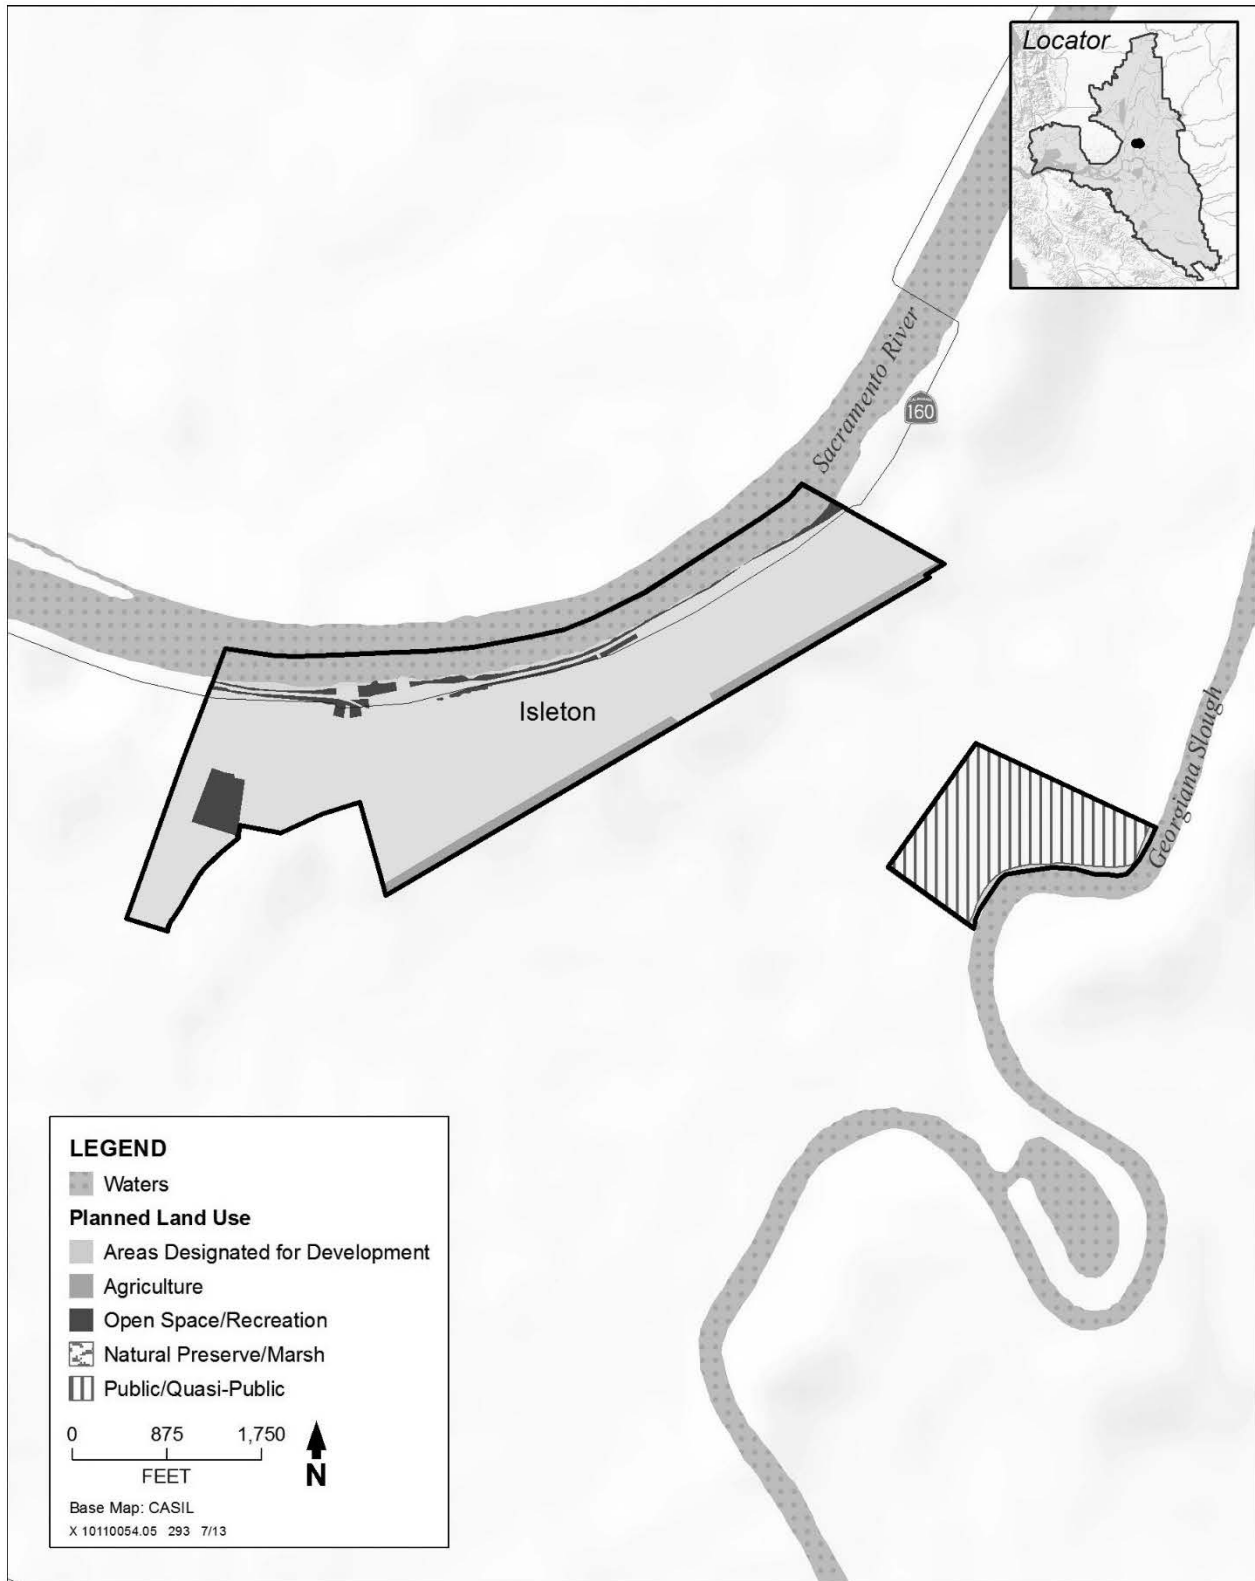 Locator
Sacramento River
160
Isleton
Georgiana Slough
LEGEND
Waters
Planned Land Use
Areas Designated for Development
Agriculture
Open Space/Recreation
Natural Preserve/Marsh
Public/Quasi-Public
0 875 1,750
FEET
N
Base Map: CASIL
X 10110054.05 293 7/13